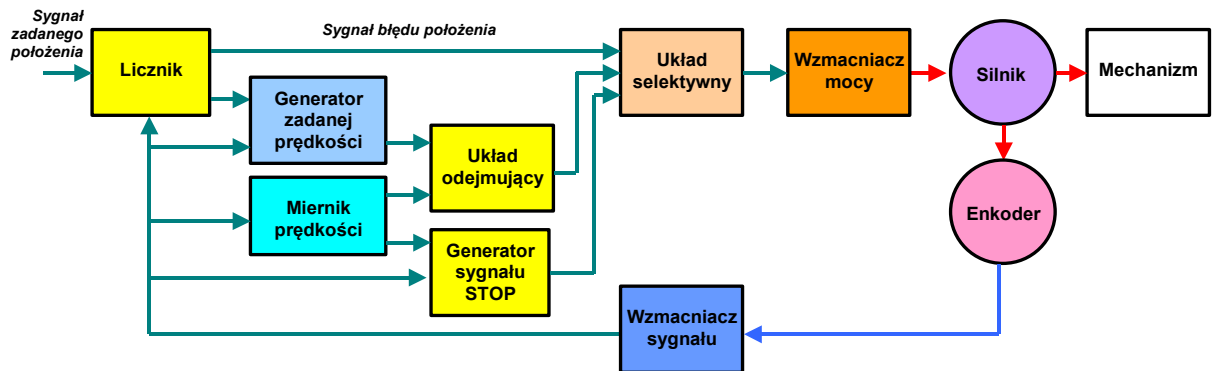 Sygnał
zadanego
położenia
Sygnał błędu położenia
Licznik
Generator
zadanej
prędkości
Miernik
prędkości
Układ
odejmujący
Generator
sygnału
STOP
Układ
selektywny
Wzmacniacz
mocy
Silnik
Mechanizm
Enkoder
Wzmacniacz
sygnału